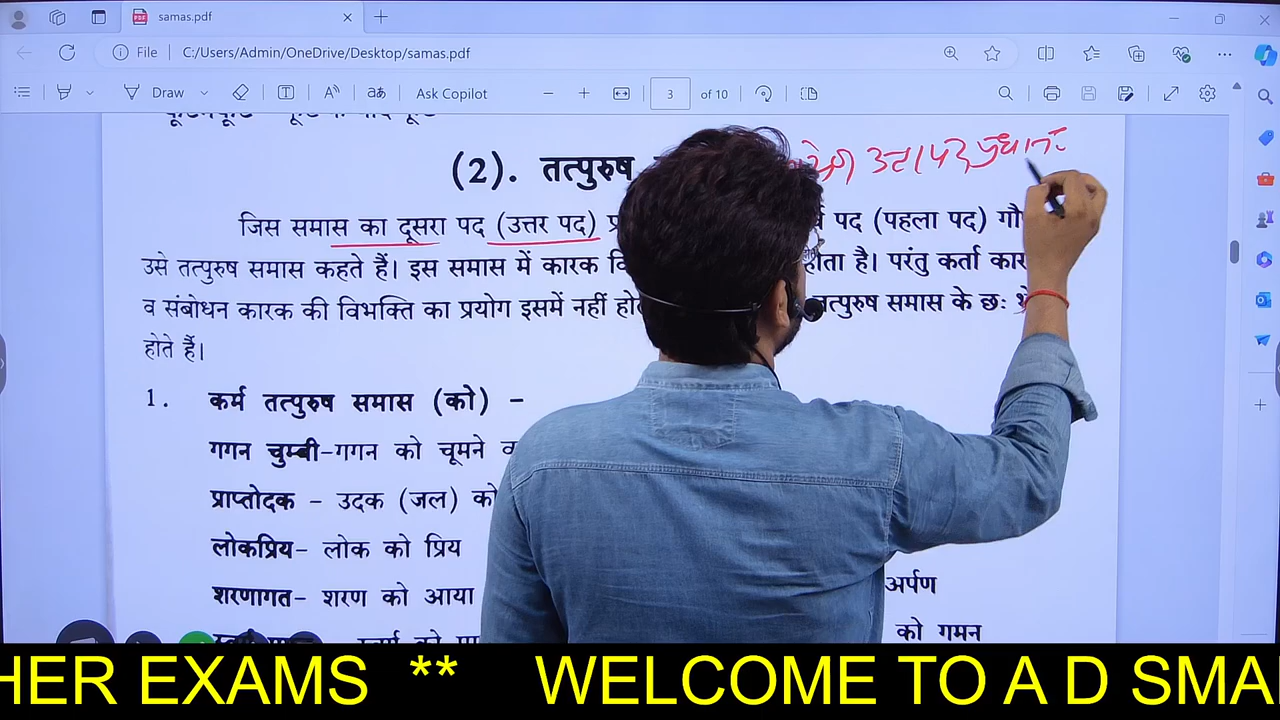 samas.pdf
File C:/Users/Admin/OneDrive/Desktop/samas.pdf
Draw Ask Copilot 3 of 10
(2). तत्पुरुष
उत्तर पद प्रधान
जिस समास का दूसरा पद (उत्तर पद) पद (पहला पद)
उसे तत्पुरुष समास कहते हैं। इस समास में कारक होता है। परंतु कर्ता
व संबोधन कारक की विभक्ति का प्रयोग इसमें नहीं तत्पुरुष समास के छः
होते हैं।
1. कर्म तत्पुरुष समास (को) –
गगन चुम्बी–गगन को चूमने
प्राप्तोदक – उदक (जल) को
लोकप्रिय– लोक को प्रिय
शरणागत– शरण को आया अर्पण
को गमन
HER EXAMS ** WELCOME TO A D SMA